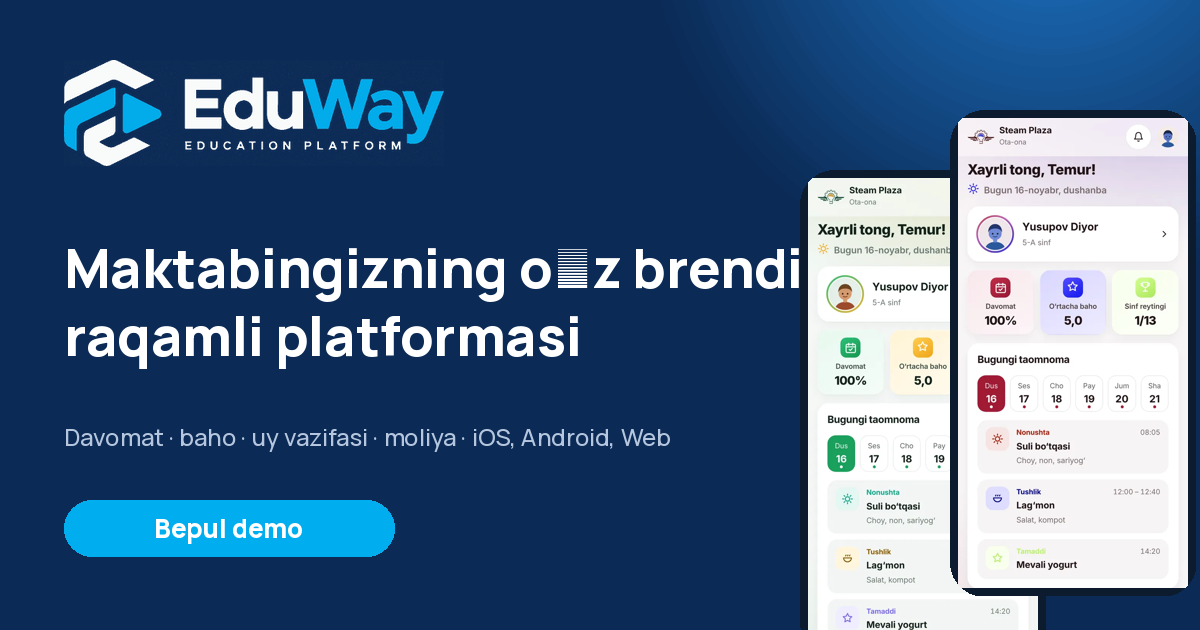 EduWay
EDUCATION PLATFORM
Maktabingizning o▤z brendi
raqamli platformasi
Davomat · baho · uy vazifasi · moliya · iOS, Android, Web
Bepul demo
Steam Plaza
Ota-ona
Xayrli tong, Temur!
Bugun 16-noyabr, dushanb
Yusupov Diyor
5-A sinf
Davomat
100%
O'rtacha baho
5,0
Bugungi taomnoma
Dus Ses Cho Pay
16 17 18 19
Nonushta
Suli bo'tqasi
Choy, non, sariyog'
Tushlik
Lag'mon
Salat, kompot
Tamaddi 14:20
Mevali yogurt
Steam Plaza
Ota-ona
Xayrli tong, Temur!
Bugun 16-noyabr, dushanba
Yusupov Diyor
5-A sinf
Davomat
100%
O'rtacha baho
5,0
Sinf reytingi
1/13
Bugungi taomnoma
Dus Ses Cho Pay Jum Sha
16 17 18 19 20 21
Nonushta 08:05
Suli bo'tqasi
Choy, non, sariyog'
Tushlik 12:00 – 12:40
Lag'mon
Salat, kompot
Tamaddi 14:20
Mevali yogurt